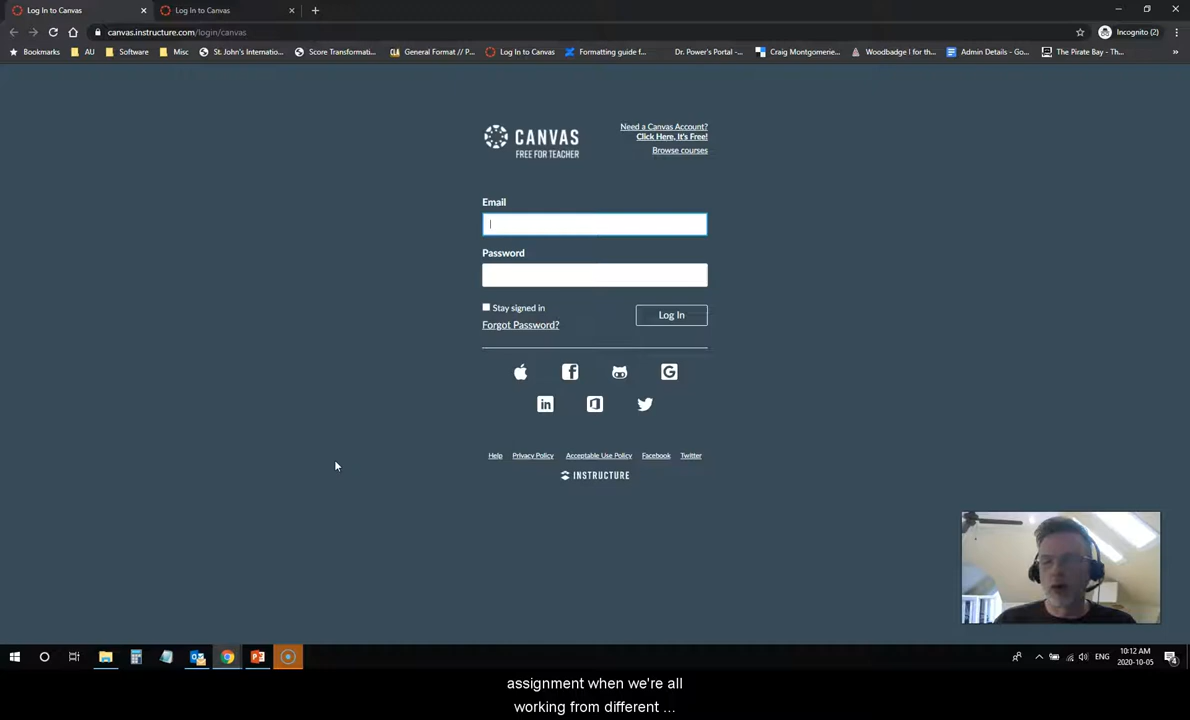 Log In to Canvas
Log In to Canvas
canvas.instructure.com/login/canvas
Incognito (2)
Bookmarks
AU
Software
Misc
St. John's Internatio...
Score Transformati...
General Format // P...
Log In to Canvas
Formatting guide f...
Dr. Power's Portal -...
Craig Montgomerie...
Woodbadge I for th...
Admin Details - Go...
The Pirate Bay - Th...
CANVAS
FREE FOR TEACHER
Need a Canvas Account?
Click Here, It's Free!
Browse courses
Email
Password
Stay signed in
Forgot Password?
Log In
Help
Privacy Policy
Acceptable Use Policy
Facebook
Twitter
INSTRUCTURE
ENG
10:12 AM
2020-10-05
4
assignment when we're all
working from different ...